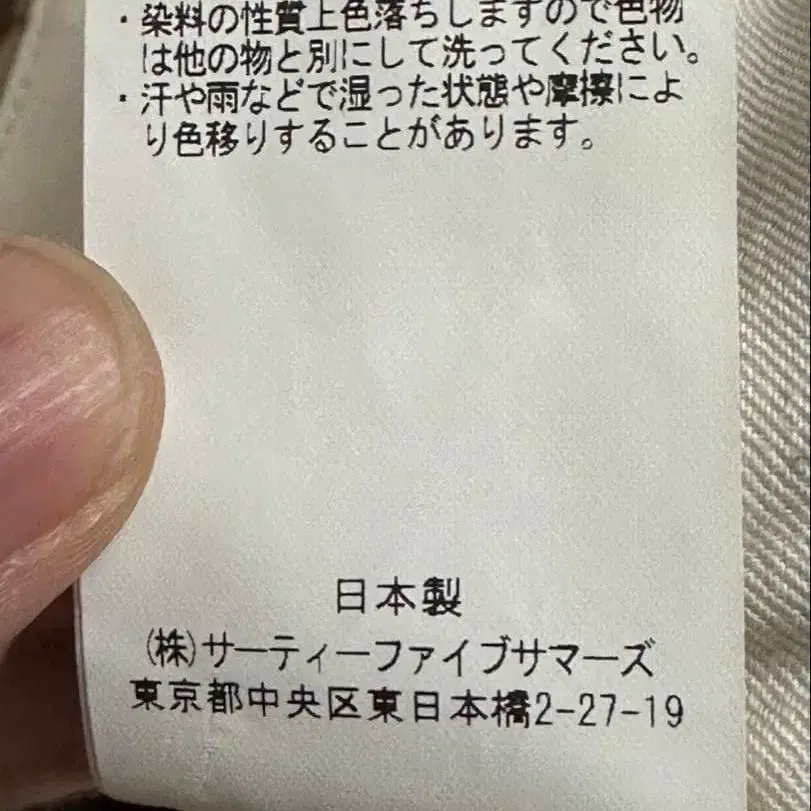 ・染料の性質上色落ちしますので色物
は他の物と別にして洗ってください。
・汗や雨などで湿った状態や摩擦によ
り色移りすることがあります。
日本製
(株)サーティーファイブサマーズ
東京都中央区東日本橋2-27-19